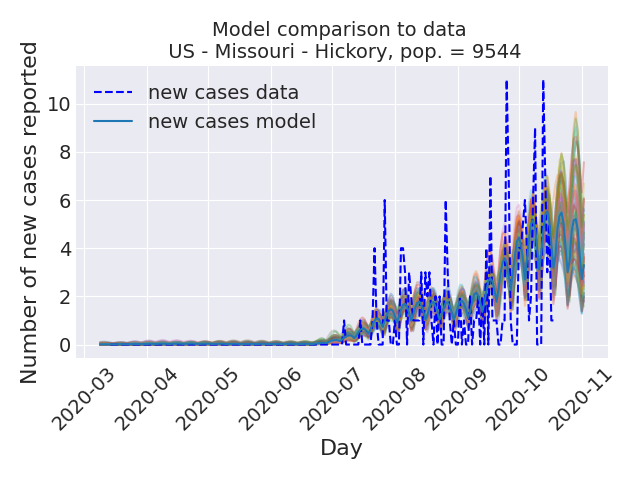 Model comparison to data
US - Missouri - Hickory, pop. = 9544
Number of new cases reported
new cases data
new cases model
10
8
6
4
2
0
2020-03
2020-04
2020-05
2020-06
2020-07
2020-08
2020-09
2020-10
2020-11
Day